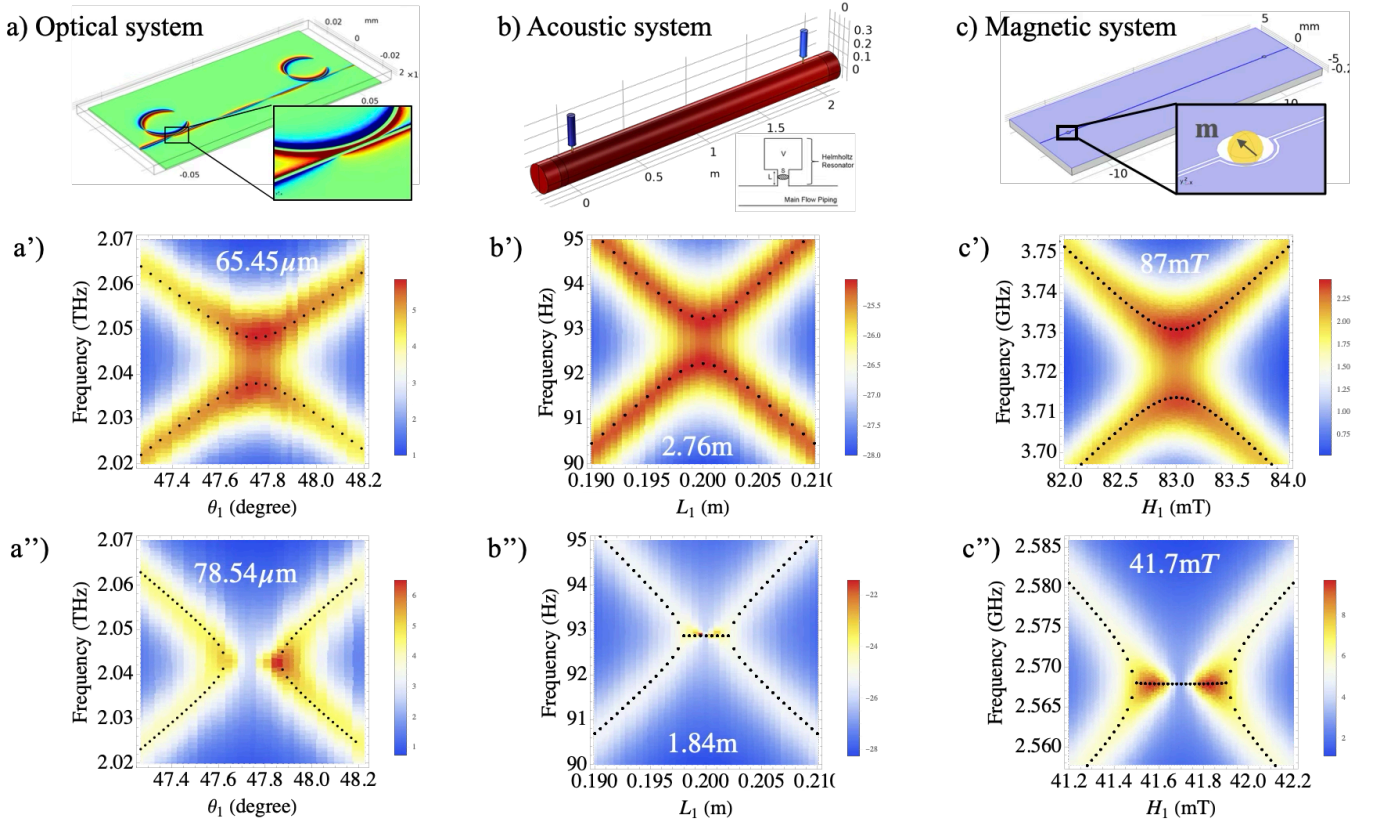 a) Optical system
0.02
mm
0
-0.02
2
×1
0.05
-0.05
b) Acoustic system
0
0.3
0.2
0.1
0
2
1.5
1
m
0.5
0
V
S
L
Helmholtz
Resonator
Main Flow Piping
c) Magnetic system
5
mm
0
-5
-0.2
10
-10
m
a')
2.07
2.06
2.05
2.04
2.03
2.02
Frequency (THz)
65.45μm
47.4 47.6 47.8 48.0 48.2
θ₁ (degree)
5
4
3
2
1
b')
95
94
93
92
91
90
Frequency (Hz)
2.76m
0.190 0.195 0.200 0.205 0.210
L₁ (m)
-25.5
-26.0
-26.5
-27.0
-27.5
-28.0
c')
3.75
3.74
3.73
3.72
3.71
3.70
Frequency (GHz)
87mT
82.0 82.5 83.0 83.5 84.0
H₁ (mT)
2.25
2.00
1.75
1.50
1.25
1.00
0.75
a'')
2.07
2.06
2.05
2.04
2.03
2.02
Frequency (THz)
78.54μm
47.4 47.6 47.8 48.0 48.2
θ₁ (degree)
6
5
4
3
2
1
b'')
95
94
93
92
91
90
Frequency (Hz)
1.84m
0.190 0.195 0.200 0.205 0.210
L₁ (m)
-22
-24
-26
-28
c'')
2.585
2.580
2.575
2.570
2.565
2.560
Frequency (GHz)
41.7mT
41.2 41.4 41.6 41.8 42.0 42.2
H₁ (mT)
8
6
4
2